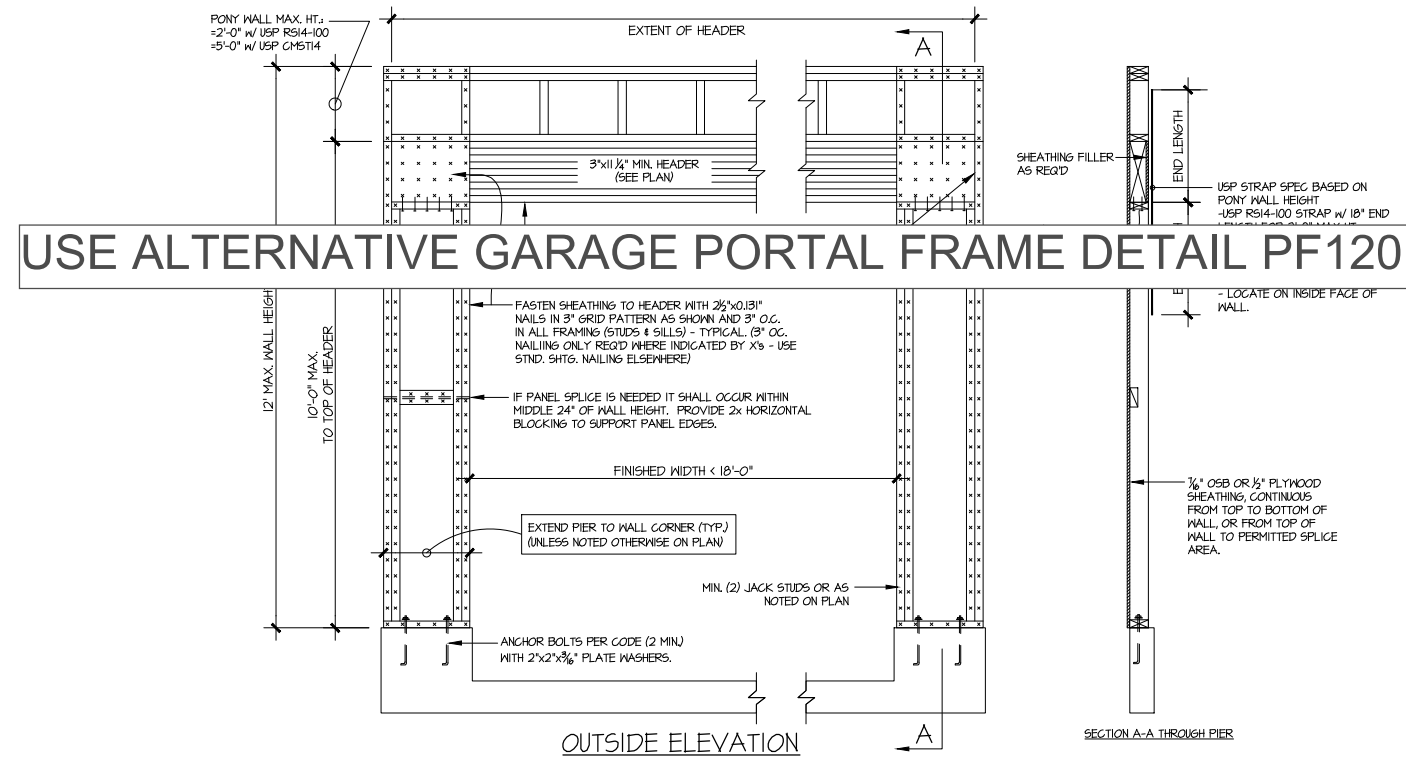 PONY WALL MAX. HT.:
=2'-0" W/ USP RS14-100
=5'-0" W/ USP CMST14
EXTENT OF HEADER
A
3"x11 1/4" MIN. HEADER
(SEE PLAN)
SHEATHING FILLER
AS REQ'D
END LENGTH
USP STRAP SPEC BASED ON
PONY WALL HEIGHT
-USP RS14-100 STRAP W/ 18" END
USE ALTERNATIVE GARAGE PORTAL FRAME DETAIL PF120
- LOCATE ON INSIDE FACE OF
WALL.
12' MAX. WALL HEIGHT
10'-0" MAX.
TO TOP OF HEADER
FASTEN SHEATHING TO HEADER WITH 2½"x0.131"
NAILS IN 3" GRID PATTERN AS SHOWN AND 3" O.C.
IN ALL FRAMING (STUDS & SILLS) - TYPICAL. (3" OC.
NAILIING ONLY REQ'D WHERE INDICATED BY X's - USE
STND. SHTG. NAILING ELSEWHERE)
IF PANEL SPLICE IS NEEDED IT SHALL OCCUR WITHIN
MIDDLE 24" OF WALL HEIGHT. PROVIDE 2x HORIZONTAL
BLOCKING TO SUPPORT PANEL EDGES.
FINISHED WIDTH < 18'-0"
EXTEND PIER TO WALL CORNER (TYP.)
(UNLESS NOTED OTHERWISE ON PLAN)
7/16" OSB OR ½" PLYWOOD
SHEATHING, CONTINUOUS
FROM TOP TO BOTTOM OF
WALL, OR FROM TOP OF
WALL TO PERMITTED SPLICE
AREA.
MIN. (2) JACK STUDS OR AS
NOTED ON PLAN
ANCHOR BOLTS PER CODE (2 MIN.)
WITH 2"x2"x3/16" PLATE WASHERS.
A
OUTSIDE ELEVATION
SECTION A-A THROUGH PIER